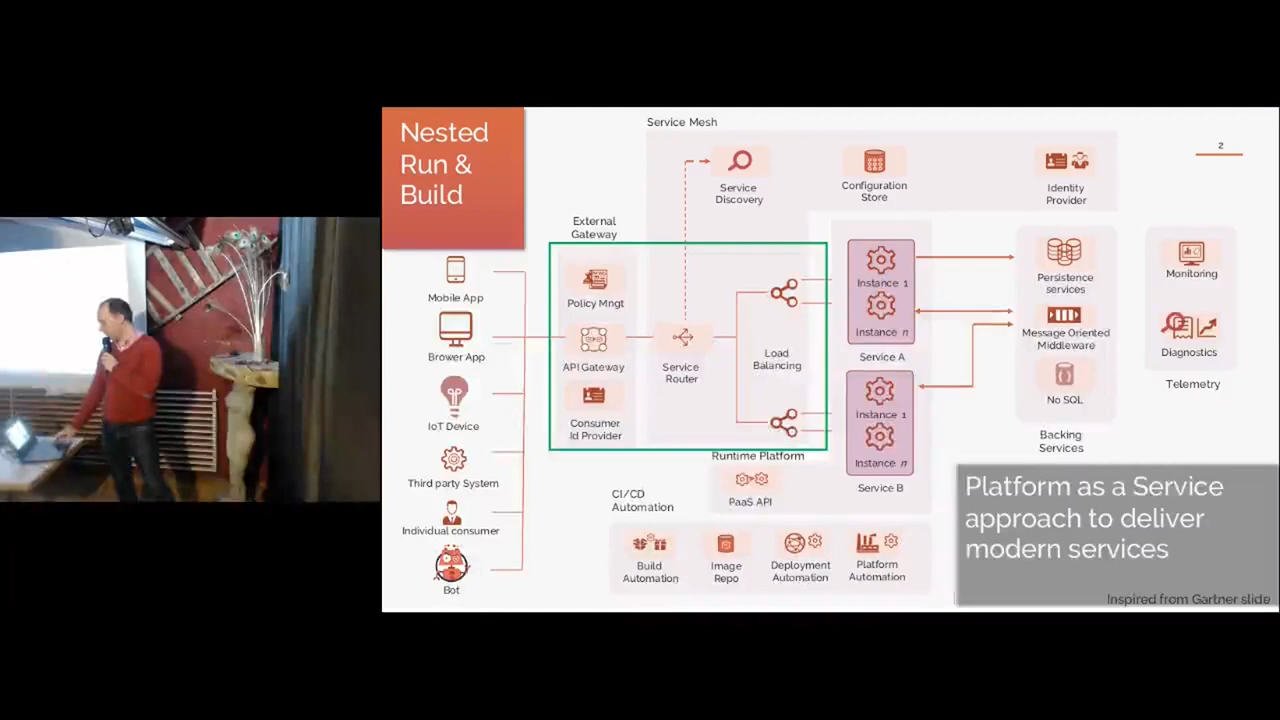 Nested
Run &
Build
Service Mesh
2
Service
Discovery
Configuration
Store
Identity
Provider
External
Gateway
Mobile App
Brower App
IoT Device
Third party System
Individual consumer
Bot
Policy Mngt
API Gateway
Consumer
Id Provider
Service
Router
Load
Balancing
Instance 1
Instance n
Service A
Instance 1
Instance n
Service B
Persistence
services
Message Oriented
Middleware
No SQL
Backing
Services
Monitoring
Diagnostics
Telemetry
Runtime Platform
PaaS API
CI/CD
Automation
Build
Automation
Image
Repo
Deployment
Automation
Platform
Automation
Platform as a Service
approach to deliver
modern services
Inspired from Gartner slide